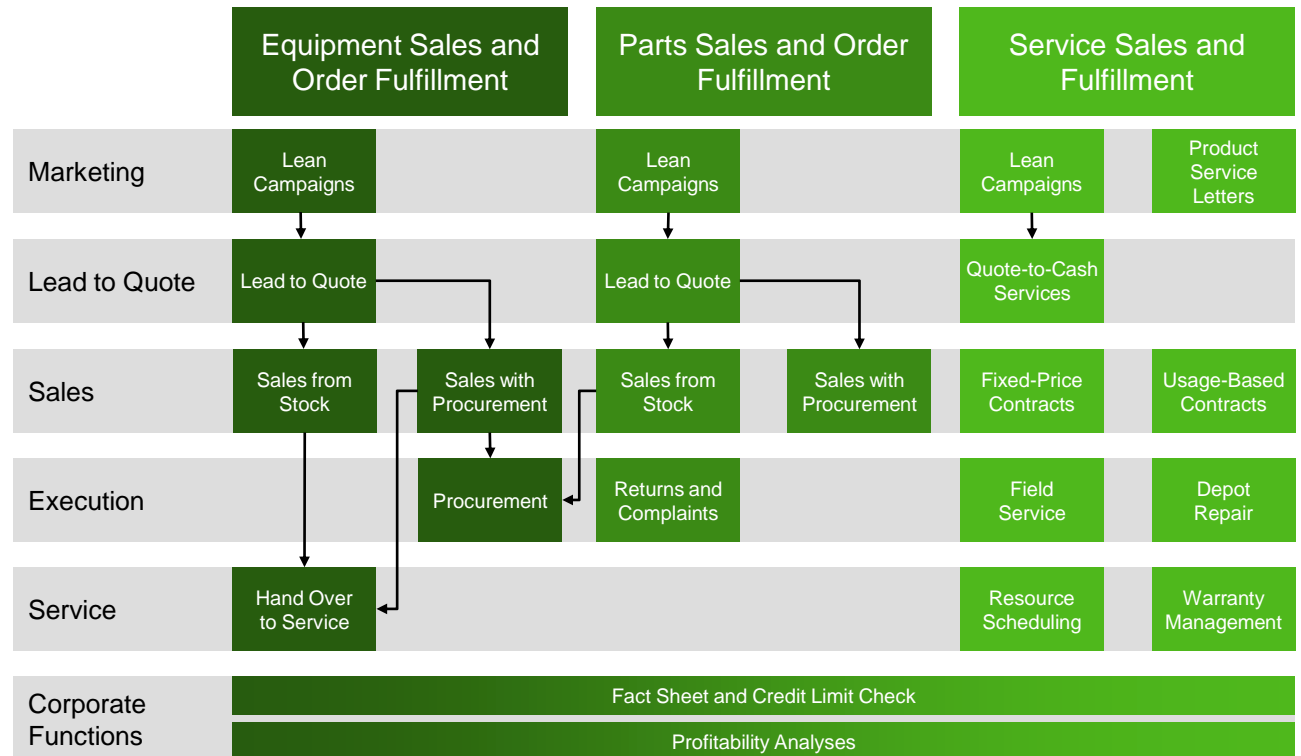 Equipment Sales and
Order Fulfillment
Parts Sales and Order
Fulfillment
Service Sales and
Fulfillment
Marketing
Lean
Campaigns
Lean
Campaigns
Lean
Campaigns
Product
Service
Letters
Lead to Quote
Lead to Quote
Lead to Quote
Quote-to-Cash
Services
Sales
Sales from
Stock
Sales with
Procurement
Sales from
Stock
Sales with
Procurement
Fixed-Price
Contracts
Usage-Based
Contracts
Execution
Procurement
Returns and
Complaints
Field
Service
Depot
Repair
Service
Hand Over
to Service
Resource
Scheduling
Warranty
Management
Corporate
Functions
Fact Sheet and Credit Limit Check
Profitability Analyses